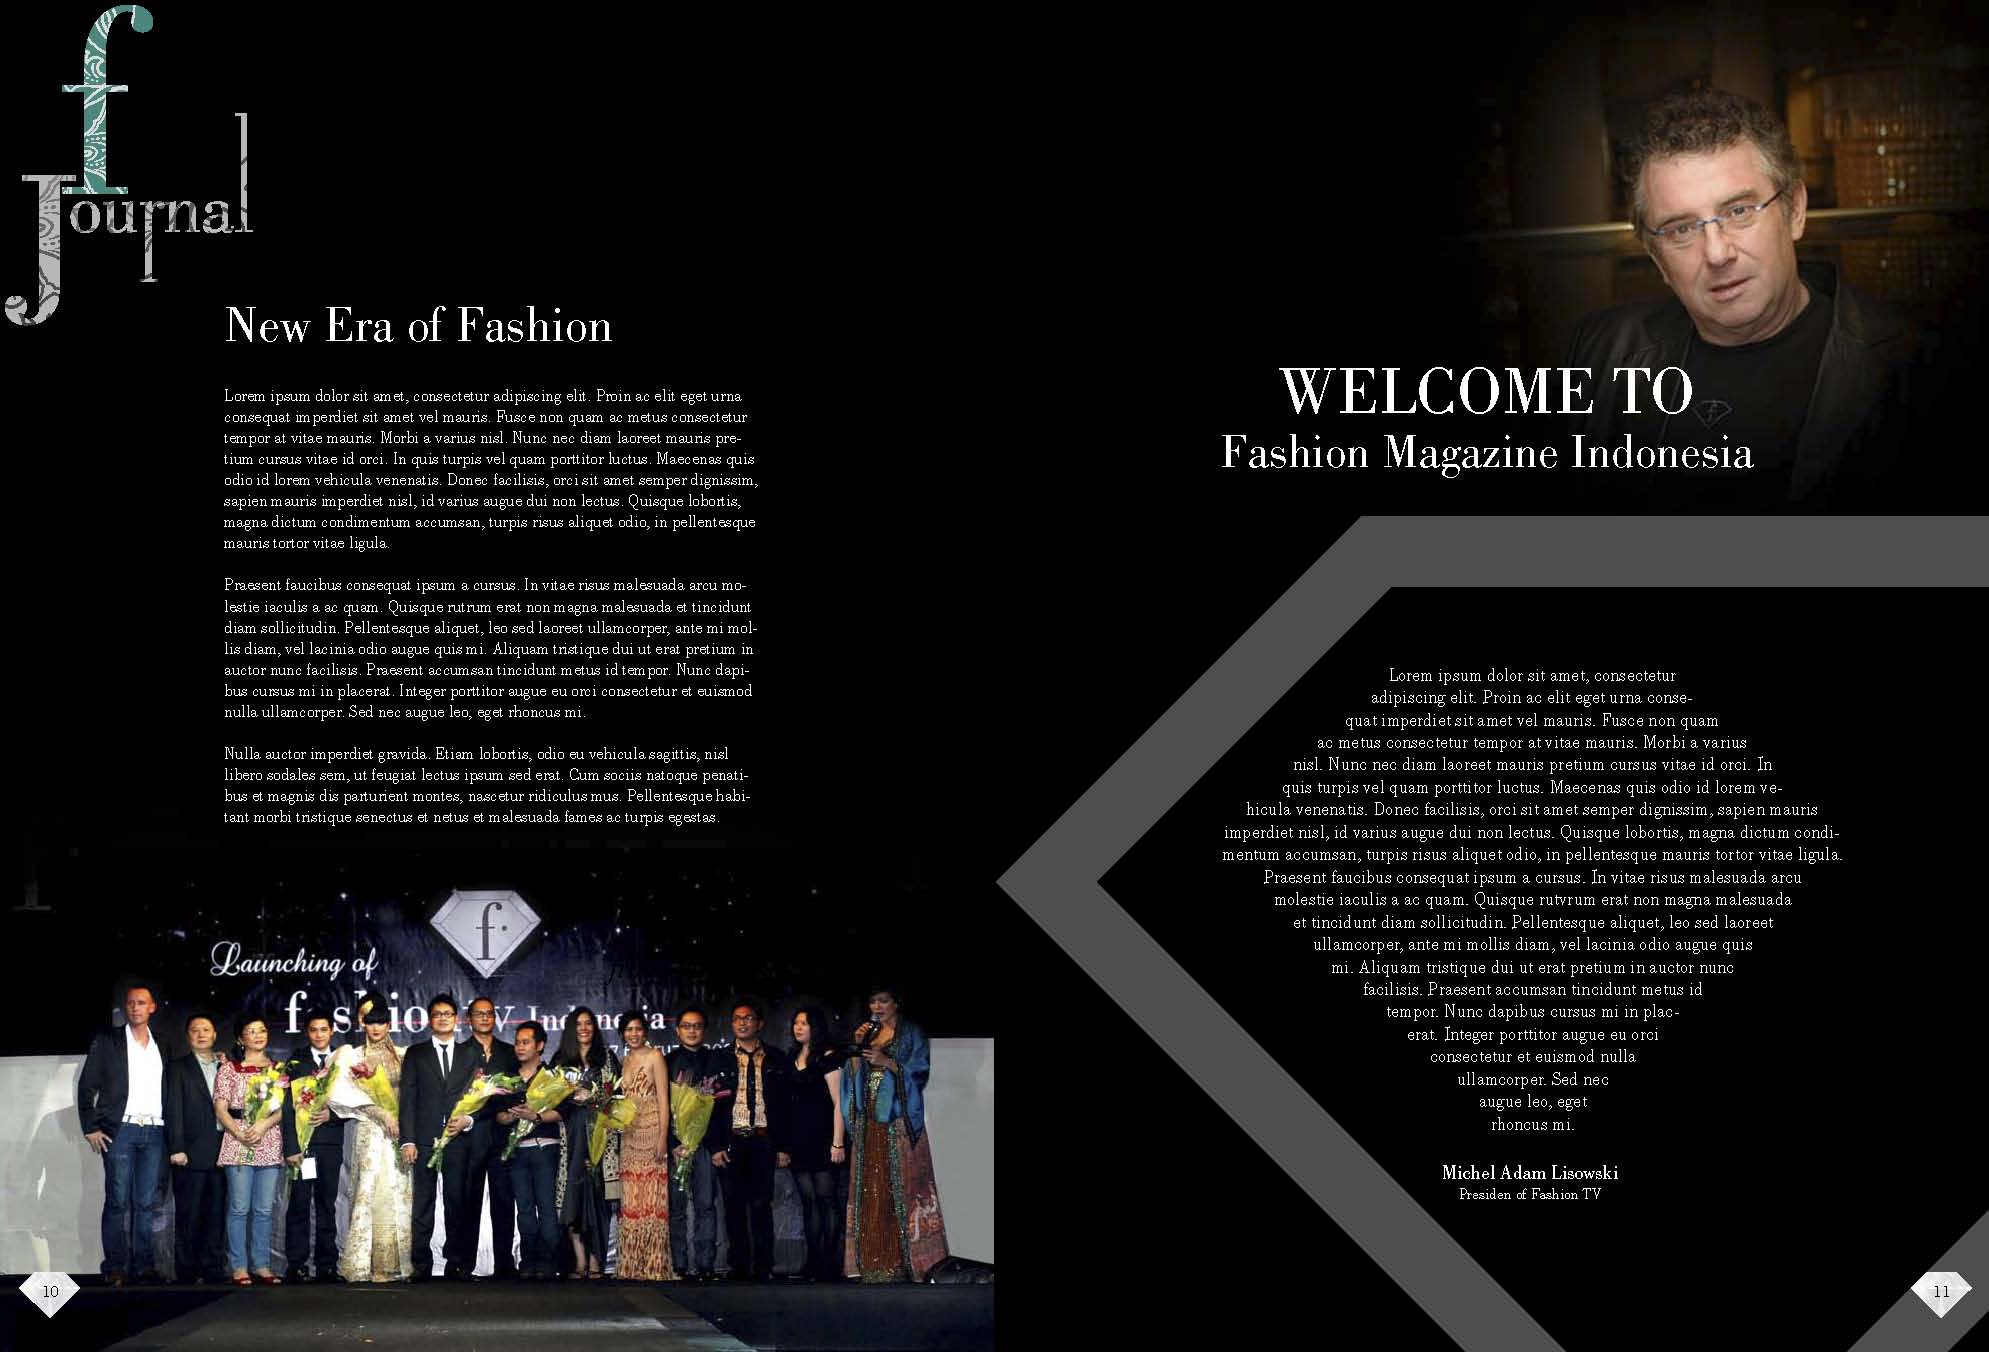 f
Journal
New Era of Fashion
Lorem ipsum dolor sit amet, consectetur adipiscing elit. Proin ac elit eget urna
consequat imperdiet sit amet vel mauris. Fusce non quam ac metus consectetur
tempor at vitae mauris. Morbi a varius nisl. Nunc nec diam laoreet mauris pre-
tium cursus vitae id orci. In quis turpis vel quam porttitor luctus. Maecenas quis
odio id lorem vehicula venenatis. Donec facilisis, orci sit amet semper dignissim,
sapien mauris imperdiet nisl, id varius augue dui non lectus. Quisque lobortis,
magna dictum condimentum accumsan, turpis risus aliquet odio, in pellentesque
mauris tortor vitae ligula.
Praesent faucibus consequat ipsum a cursus. In vitae risus malesuada arcu mo-
lestie iaculis a ac quam. Quisque rutrum erat non magna malesuada et tincidunt
diam sollicitudin. Pellentesque aliquet, leo sed laoreet ullamcorper, ante mi mol-
lis diam, vel lacinia odio augue quis mi. Aliquam tristique dui ut erat pretium in
auctor nunc facilisis. Praesent accumsan tincidunt metus id tempor. Nunc dapi-
bus cursus mi in placerat. Integer porttitor augue eu orci consectetur et euismod
nulla ullamcorper. Sed nec augue leo, eget rhoncus mi.
Nulla auctor imperdiet gravida. Etiam lobortis, odio eu vehicula sagittis, nisl
libero sodales sem, ut feugiat lectus ipsum sed erat. Cum sociis natoque penati-
bus et magnis dis parturient montes, nascetur ridiculus mus. Pellentesque habi-
tant morbi tristique senectus et netus et malesuada fames ac turpis egestas.
f.
Launching of
10
WELCOME TO
Fashion Magazine Indonesia
Lorem ipsum dolor sit amet, consectetur
adipiscing elit. Proin ac elit eget urna conse-
quat imperdiet sit amet vel mauris. Fusce non quam
ac metus consectetur tempor at vitae mauris. Morbi a varius
nisl. Nunc nec diam laoreet mauris pretium cursus vitae id orci. In
quis turpis vel quam porttitor luctus. Maecenas quis odio id lorem ve-
hicula venenatis. Donec facilisis, orci sit amet semper dignissim, sapien mauris
imperdiet nisl, id varius augue dui non lectus. Quisque lobortis, magna dictum condi-
mentum accumsan, turpis risus aliquet odio, in pellentesque mauris tortor vitae ligula.
Praesent faucibus consequat ipsum a cursus. In vitae risus malesuada arcu
molestie iaculis a ac quam. Quisque rutvrum erat non magna malesuada
et tincidunt diam sollicitudin. Pellentesque aliquet, leo sed laoreet
ullamcorper, ante mi mollis diam, vel lacinia odio augue quis
mi. Aliquam tristique dui ut erat pretium in auctor nunc
facilisis. Praesent accumsan tincidunt metus id
tempor. Nunc dapibus cursus mi in plac-
erat. Integer porttitor augue eu orci
consectetur et euismod nulla
ullamcorper. Sed nec
augue leo, eget
rhoncus mi.
Michel Adam Lisowski
Presiden of Fashion TV
11